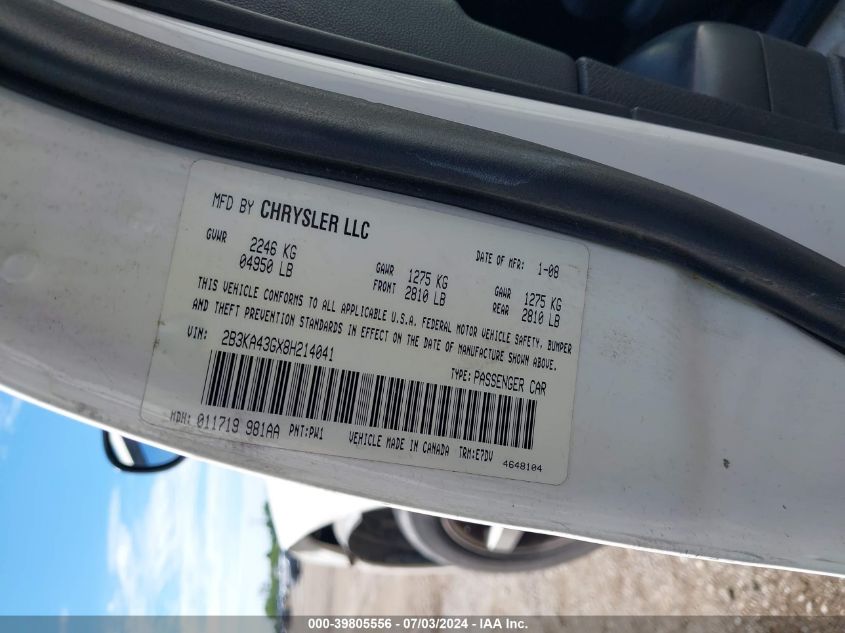 MFD BY CHRYSLER LLC
DATE OF MFR: 1-08
GVWR 2246 KG
04950 LB
GAWR FRONT 1275 KG
2810 LB
GAWR REAR 1275 KG
2810 LB
THIS VEHICLE CONFORMS TO ALL APPLICABLE U.S.A. FEDERAL MOTOR VEHICLE SAFETY, BUMPER
AND THEFT PREVENTION STANDARDS IN EFFECT ON THE DATE OF MANUFACTURE SHOWN ABOVE.
VIN: 2B3KA43GX8H214041
TYPE: PASSENGER CAR
MDH: 011719 981AA PNT:PW1 VEHICLE MADE IN CANADA TRM:E7DV
4648104
000-39805556 - 07/03/2024 - IAA Inc.